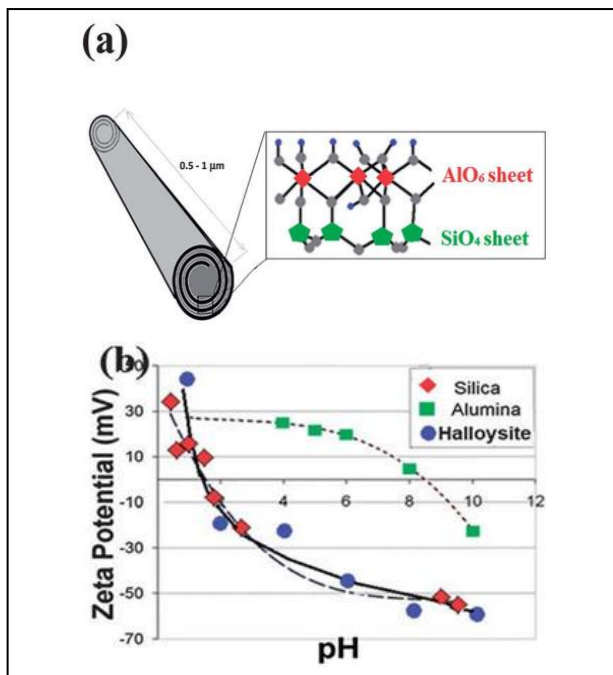 (a)
0.5 - 1 µm
AlO₆ sheet
SiO₄ sheet
(b)
30
10
-10
-30
-50
-70
2
4
6
8
10
12
Silica
Alumina
Halloysite
Zeta Potential (mV)
pH